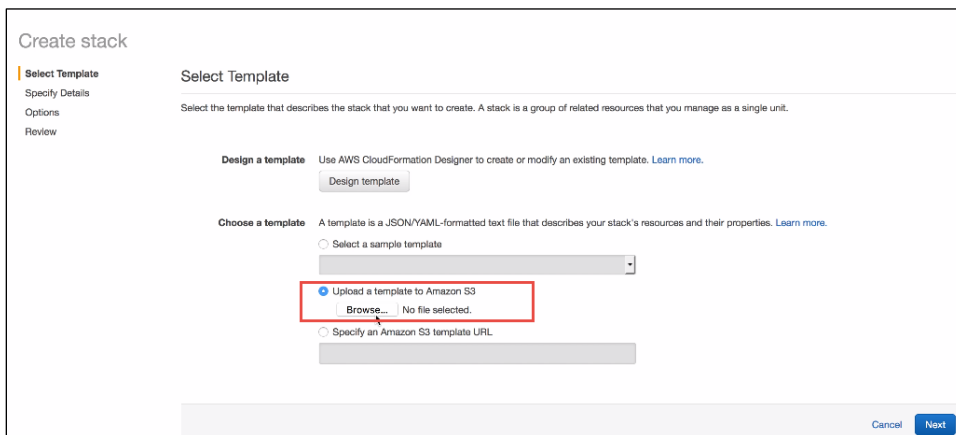 Create stack
Select Template
Specify Details
Options
Review
Select Template
Select the template that describes the stack that you want to create. A stack is a group of related resources that you manage as a single unit.
Design a template Use AWS CloudFormation Designer to create or modify an existing template. Learn more.
Design template
Choose a template A template is a JSON/YAML-formatted text file that describes your stack's resources and their properties. Learn more.
Select a sample template
Upload a template to Amazon S3
Browse... No file selected.
Specify an Amazon S3 template URL
Cancel Next